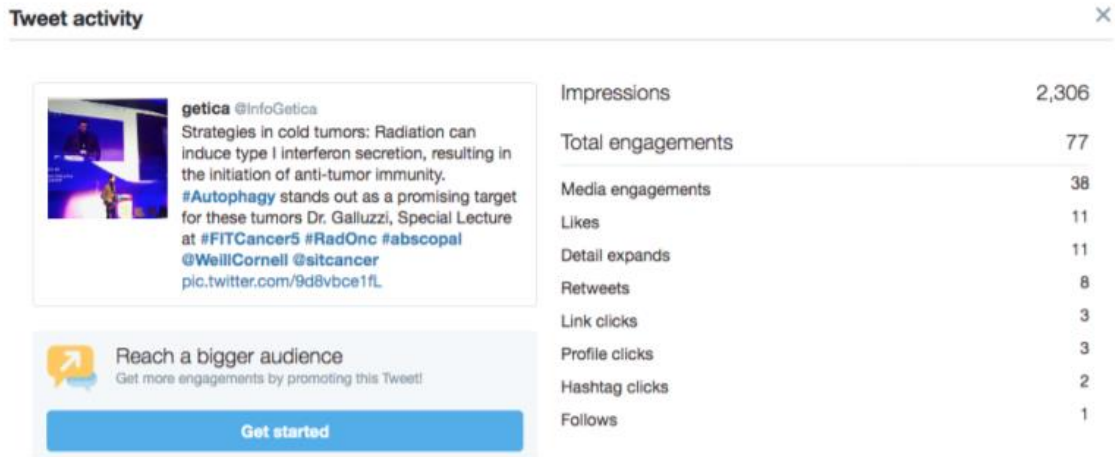 Tweet activity
getica @InfoGetica
Strategies in cold tumors: Radiation can
induce type I interferon secretion, resulting in
the initiation of anti-tumor immunity.
#Autophagy stands out as a promising target
for these tumors Dr. Galluzzi, Special Lecture
at #FITCancer5 #RadOnc #abscopal
@WeillCornell @sitcancer
pic.twitter.com/9d8vbce1fL
Reach a bigger audience
Get more engagements by promoting this Tweet!
Get started
Impressions 2,306
Total engagements 77
Media engagements 38
Likes 11
Detail expands 11
Retweets 8
Link clicks 3
Profile clicks 3
Hashtag clicks 2
Follows 1